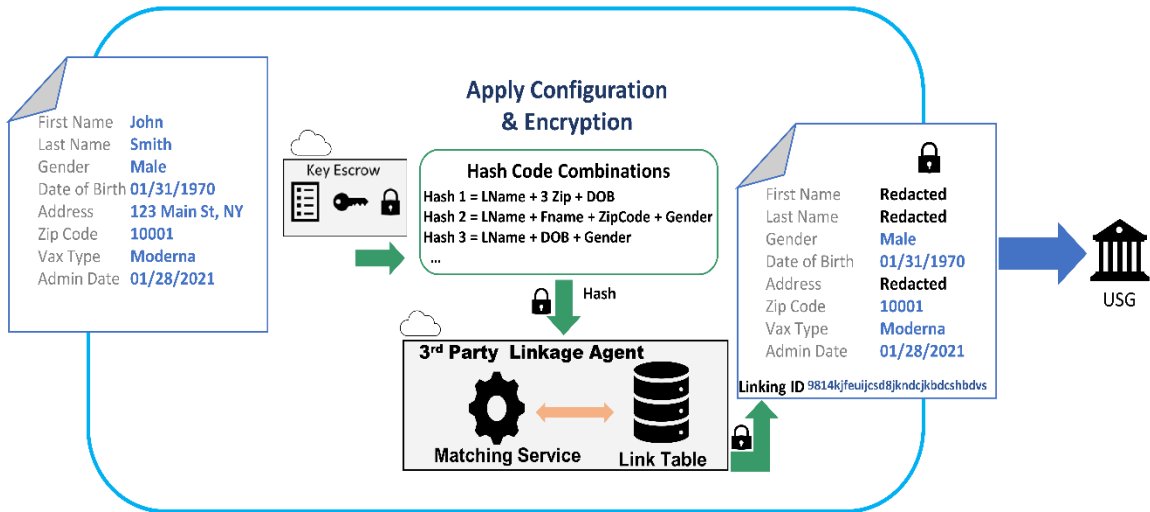 First Name John
Last Name Smith
Gender Male
Date of Birth 01/31/1970
Address 123 Main St, NY
Zip Code 10001
Vax Type Moderna
Admin Date 01/28/2021
Key Escrow
Apply Configuration
& Encryption
Hash Code Combinations
Hash 1 = LName + 3 Zip + DOB
Hash 2 = LName + Fname + ZipCode + Gender
Hash 3 = LName + DOB + Gender
...
Hash
3rd Party Linkage Agent
Matching Service
Link Table
First Name Redacted
Last Name Redacted
Gender Male
Date of Birth 01/31/1970
Address Redacted
Zip Code 10001
Vax Type Moderna
Admin Date 01/28/2021
Linking ID 9814kjfeuijcsd8jkndcjkbdcshbdvs
USG